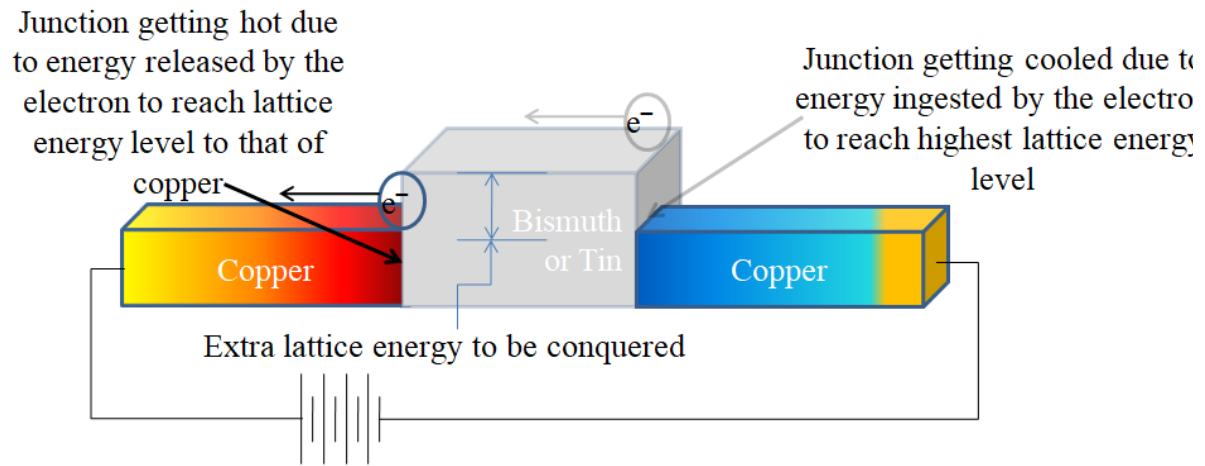 Junction getting hot due
to energy released by the
electron to reach lattice
energy level to that of
copper
Junction getting cooled due to
energy ingested by the electro
to reach highest lattice energy
level
e⁻
e⁻
Bismuth
or Tin
Copper
Copper
Extra lattice energy to be conquered